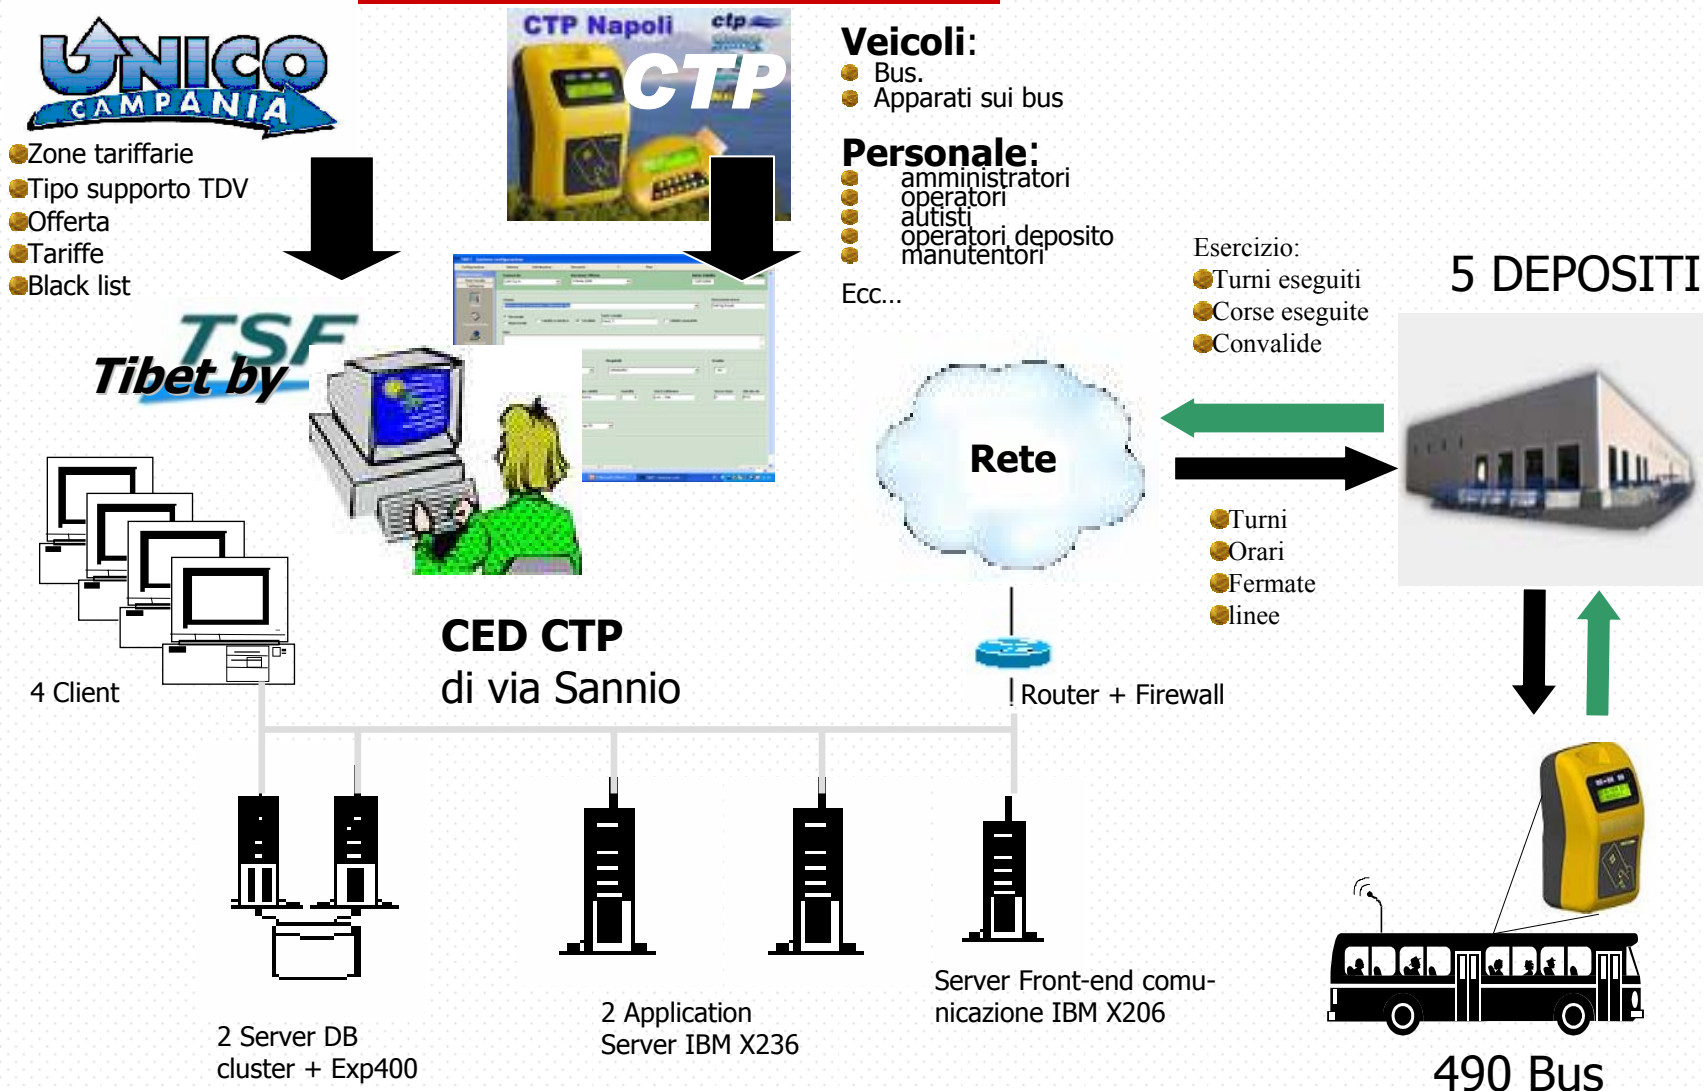 UNICO
CAMPANIA
Zone tariffarie
Tipo supporto TDV
Offerta
Tariffe
Black list
CTP Napoli
ctp
CTP
Veicoli:
Bus.
Apparati sui bus
Personale:
amministratori
operatori
autisti
operatori deposito
manutentori
Ecc...
TSF
Tibet by
Esercizio:
Turni eseguiti
Corse eseguite
Convalide
5 DEPOSITI
Rete
Turni
Orari
Fermate
linee
4 Client
CED CTP
di via Sannio
Router + Firewall
2 Server DB
cluster + Exp400
2 Application
Server IBM X236
Server Front-end comu-
nicazione IBM X206
490 Bus